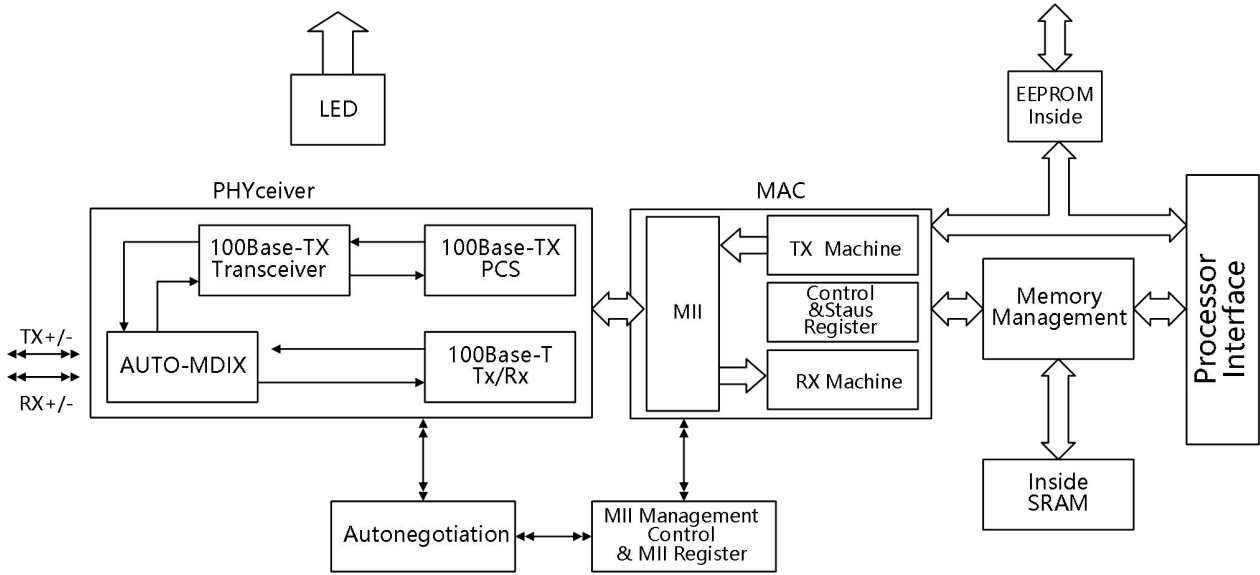 LED
EEPROM
Inside
PHYceiver
MAC
100Base-TX
Transceiver
100Base-TX
PCS
MII
TX Machine
Control
&Staus
Register
RX Machine
Memory
Management
Processor
Interface
TX+/-
RX+/-
AUTO-MDIX
100Base-T
Tx/Rx
Inside
SRAM
Autonegotiation
MII Management
Control
& MII Register